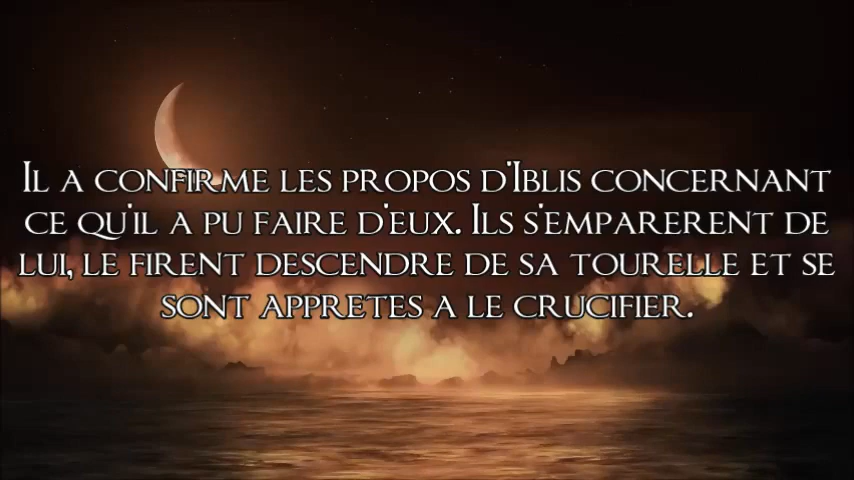 Il a confirme les propos d'Iblis concernant
ce qu'il a pu faire d'eux. Ils s'emparerent de
lui, le firent descendre de sa tourelle et se
sont appretes a le crucifier.